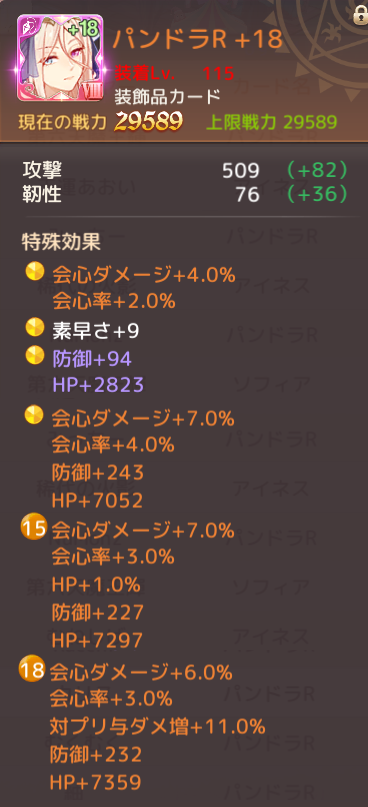 +18
VIII
パンドラR +18
装着Lv. 115
装飾品カード
現在の戦力 29589 上限戦力 29589
攻撃 509 (+82)
靭性 76 (+36)
特殊効果
会心ダメージ+4.0%
会心率+2.0%
素早さ+9
防御+94
HP+2823
会心ダメージ+7.0%
会心率+4.0%
防御+243
HP+7052
15 会心ダメージ+7.0%
会心率+3.0%
HP+1.0%
防御+227
HP+7297
18 会心ダメージ+6.0%
会心率+3.0%
対プリ与ダメ増+11.0%
防御+232
HP+7359